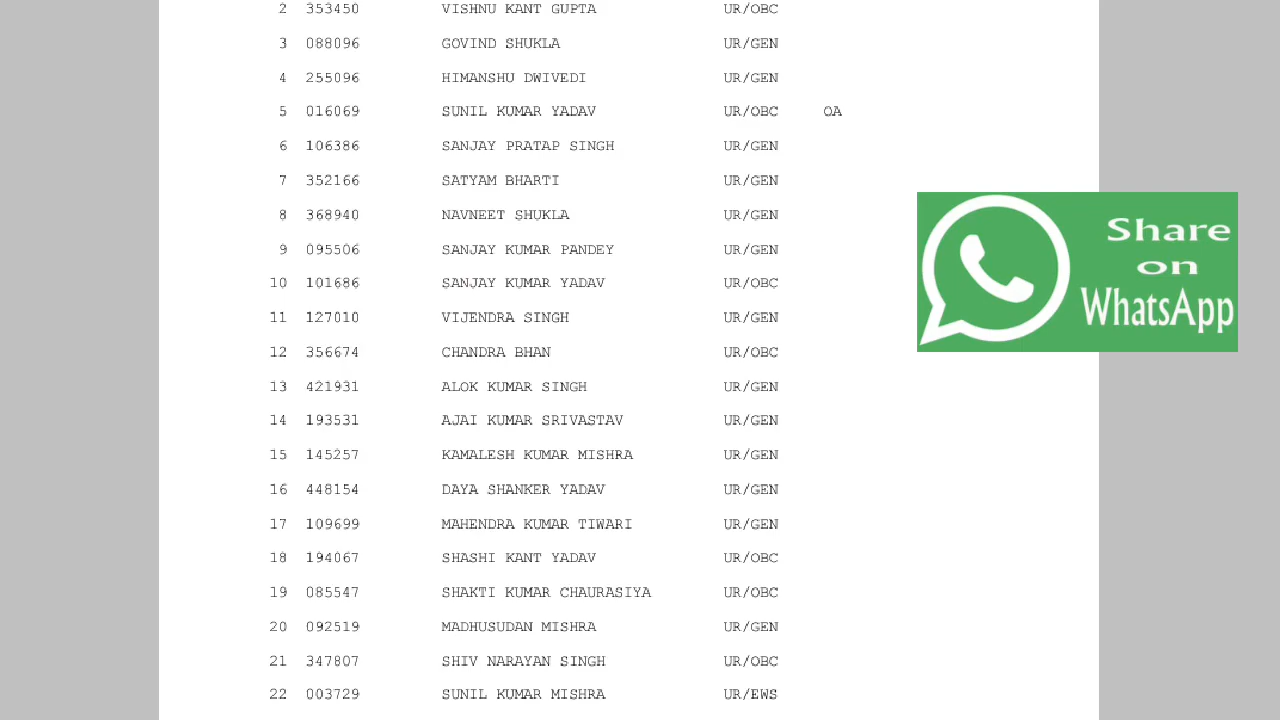 2 353450 VISHNU KANT GUPTA UR/OBC
3 088096 GOVIND SHUKLA UR/GEN
4 255096 HIMANSHU DWIVEDI UR/GEN
5 016069 SUNIL KUMAR YADAV UR/OBC OA
6 106386 SANJAY PRATAP SINGH UR/GEN
7 352166 SATYAM BHARTI UR/GEN
8 368940 NAVNEET SHUKLA UR/GEN
9 095506 SANJAY KUMAR PANDEY UR/GEN
10 101686 SANJAY KUMAR YADAV UR/OBC
11 127010 VIJENDRA SINGH UR/GEN
12 356674 CHANDRA BHAN UR/OBC
13 421931 ALOK KUMAR SINGH UR/GEN
14 193531 AJAI KUMAR SRIVASTAV UR/GEN
15 145257 KAMALESH KUMAR MISHRA UR/GEN
16 448154 DAYA SHANKER YADAV UR/GEN
17 109699 MAHENDRA KUMAR TIWARI UR/GEN
18 194067 SHASHI KANT YADAV UR/OBC
19 085547 SHAKTI KUMAR CHAURASIYA UR/OBC
20 092519 MADHUSUDAN MISHRA UR/GEN
21 347807 SHIV NARAYAN SINGH UR/OBC
22 003729 SUNIL KUMAR MISHRA UR/EWS
Share
on
WhatsApp